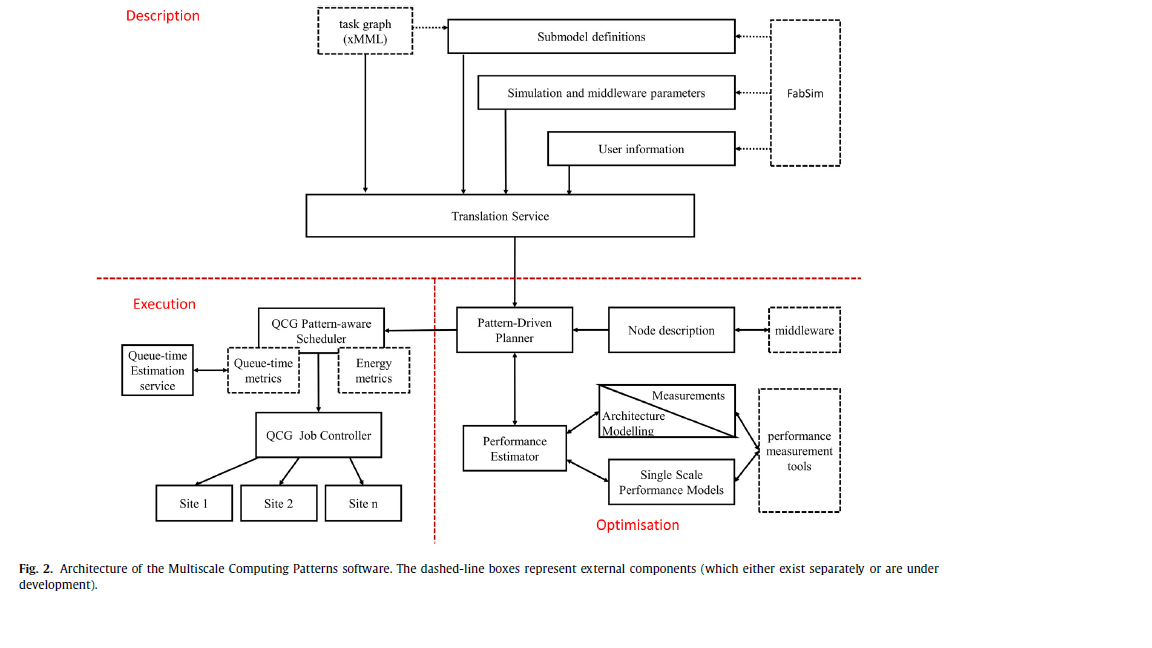 Description
task graph
(xMML)
Submodel definitions
Simulation and middleware parameters
FabSim
User information
Translation Service
Execution
QCG Pattern-aware
Scheduler
Pattern-Driven
Planner
Node description
middleware
Queue-time
Estimation
service
Queue-time
metrics
Energy
metrics
Measurements
Architecture
Modelling
QCG Job Controller
Performance
Estimator
performance
measurement
tools
Single Scale
Performance Models
Site 1
Site 2
Site n
Optimisation
Fig. 2. Architecture of the Multiscale Computing Patterns software. The dashed-line boxes represent external components (which either exist separately or are under
development).